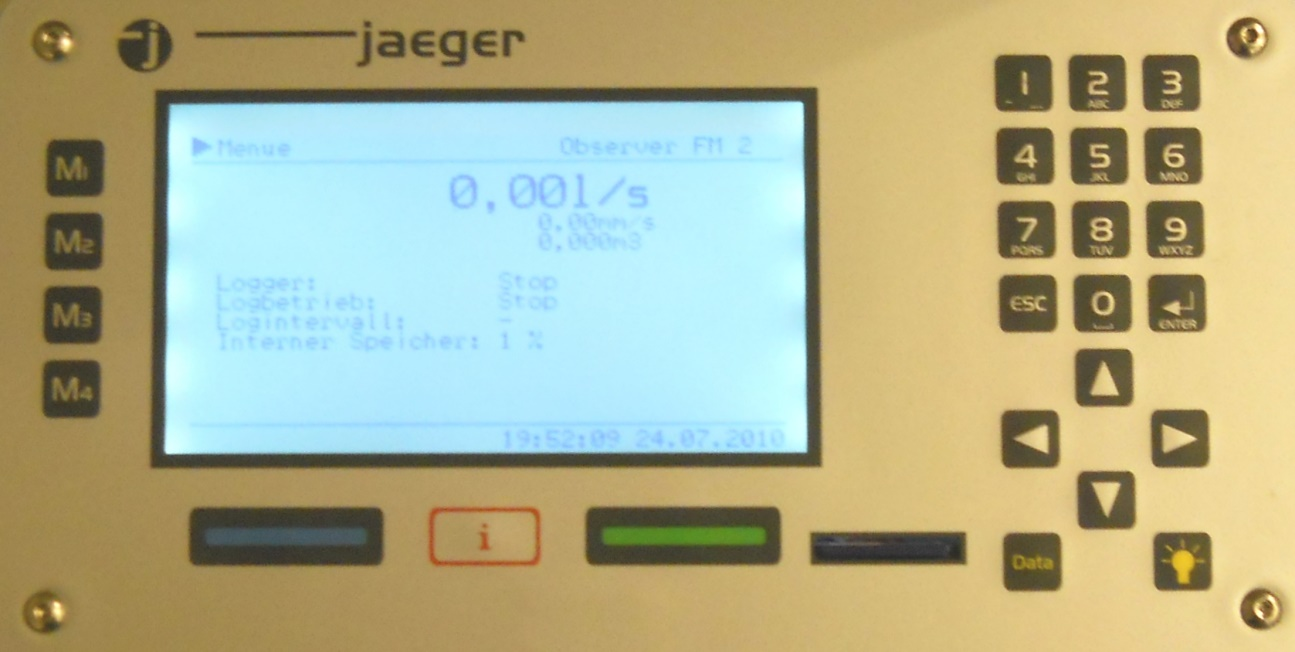 j jaeger
Menue Observer FM 2
0,00l/s
0,00mm/s
0,000m3
Logger: Stop
Logbetrieb: Stop
Logintervall: -
Interner Speicher: 1 %
19:52:09 24.07.2010
M1
M2
M3
M4
i
1 2 3
ABC DEF
4 5 6
GHI JKL MNO
7 8 9
PQRS TUV WXYZ
ESC 0
ENTER
Data